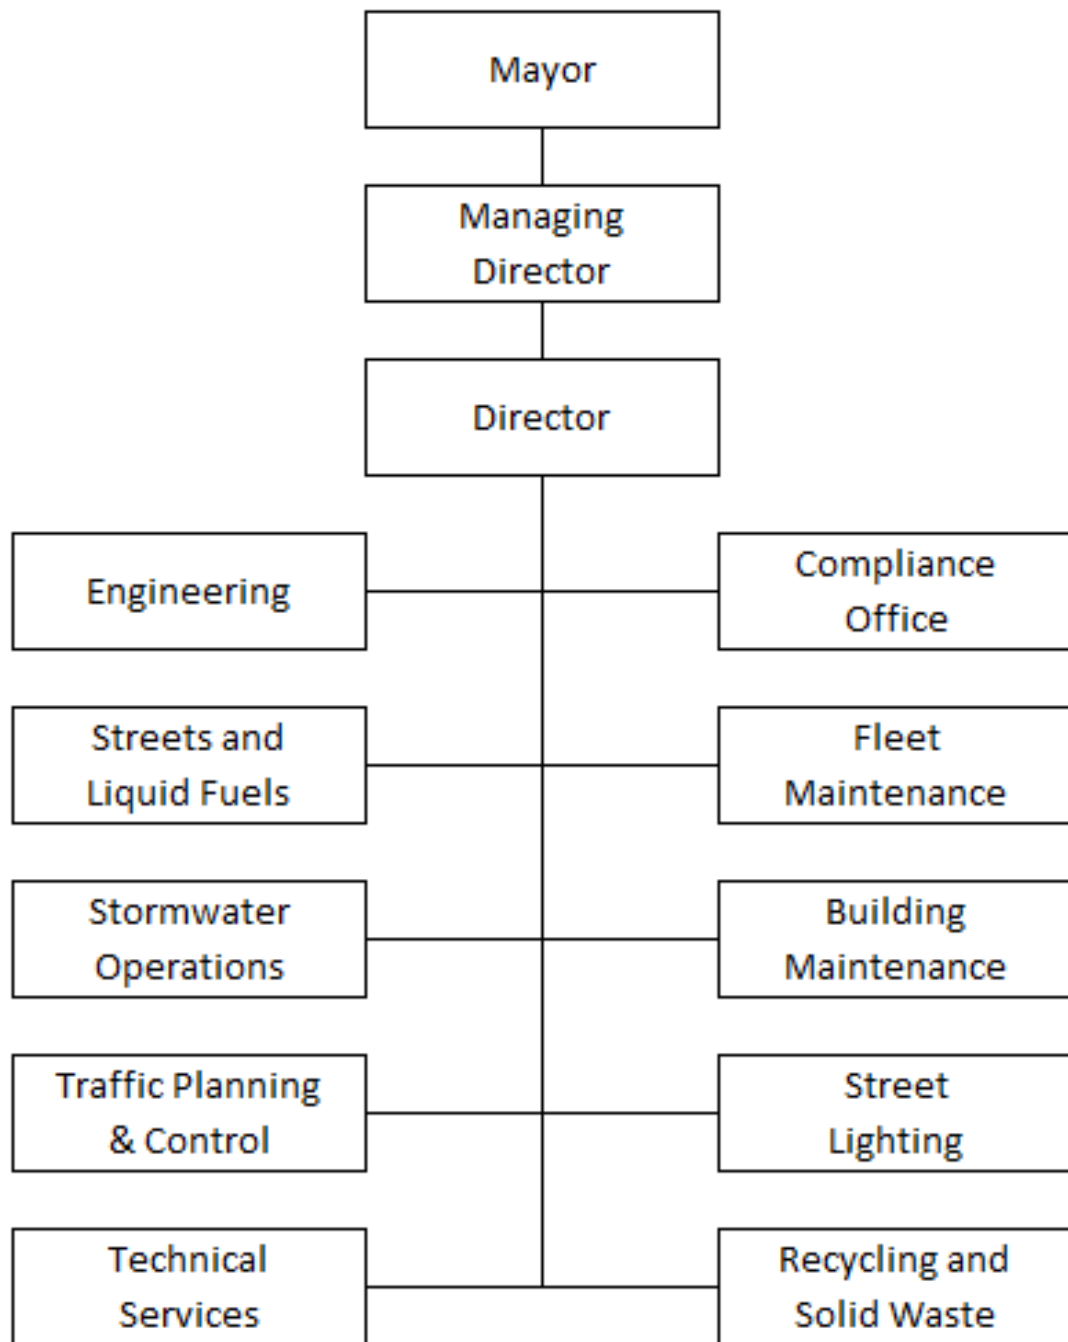 Mayor
Managing
Director
Director
Engineering
Compliance
Office
Streets and
Liquid Fuels
Fleet
Maintenance
Stormwater
Operations
Building
Maintenance
Traffic Planning
& Control
Street
Lighting
Technical
Services
Recycling and
Solid Waste